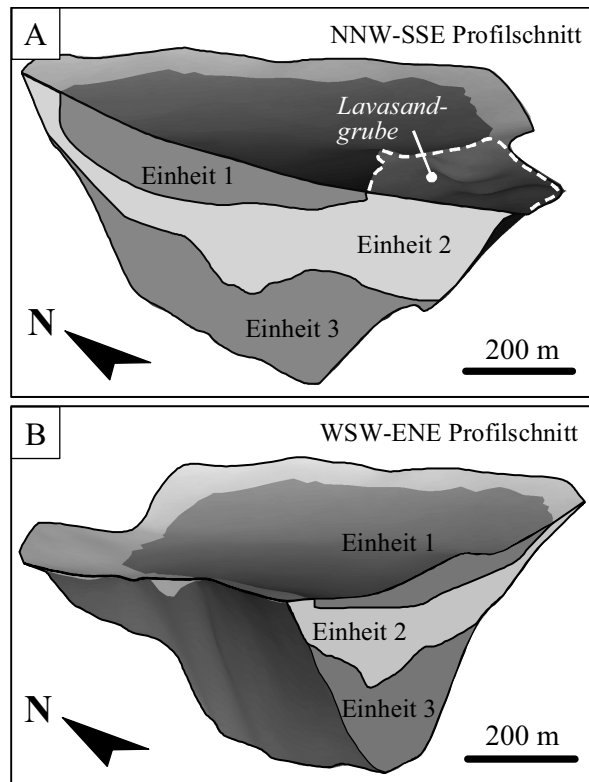 A
NNW-SSE Profilschnitt
Lavasand-
grube
Einheit 1
Einheit 2
Einheit 3
N
200 m
B
WSW-ENE Profilschnitt
Einheit 1
Einheit 2
Einheit 3
N
200 m